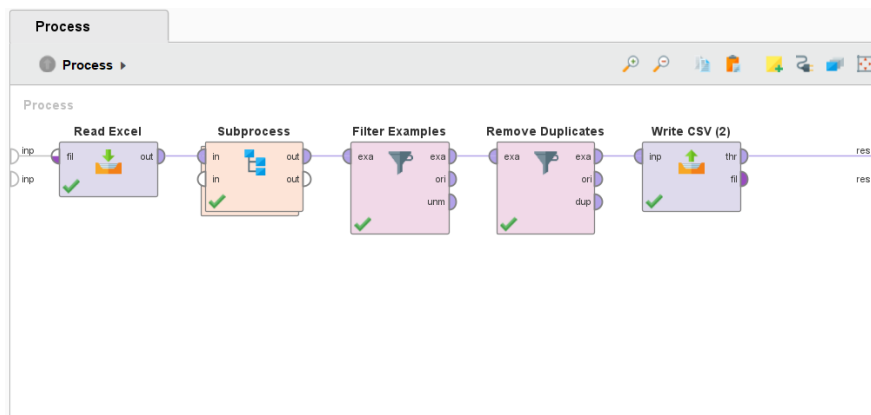 Process
Process
Process
Read Excel
Subprocess
Filter Examples
Remove Duplicates
Write CSV (2)
inp
fil
out
in
out
exa
exa
exa
exa
inp
thr
res
inp
in
out
ori
ori
fil
res
unm
dup